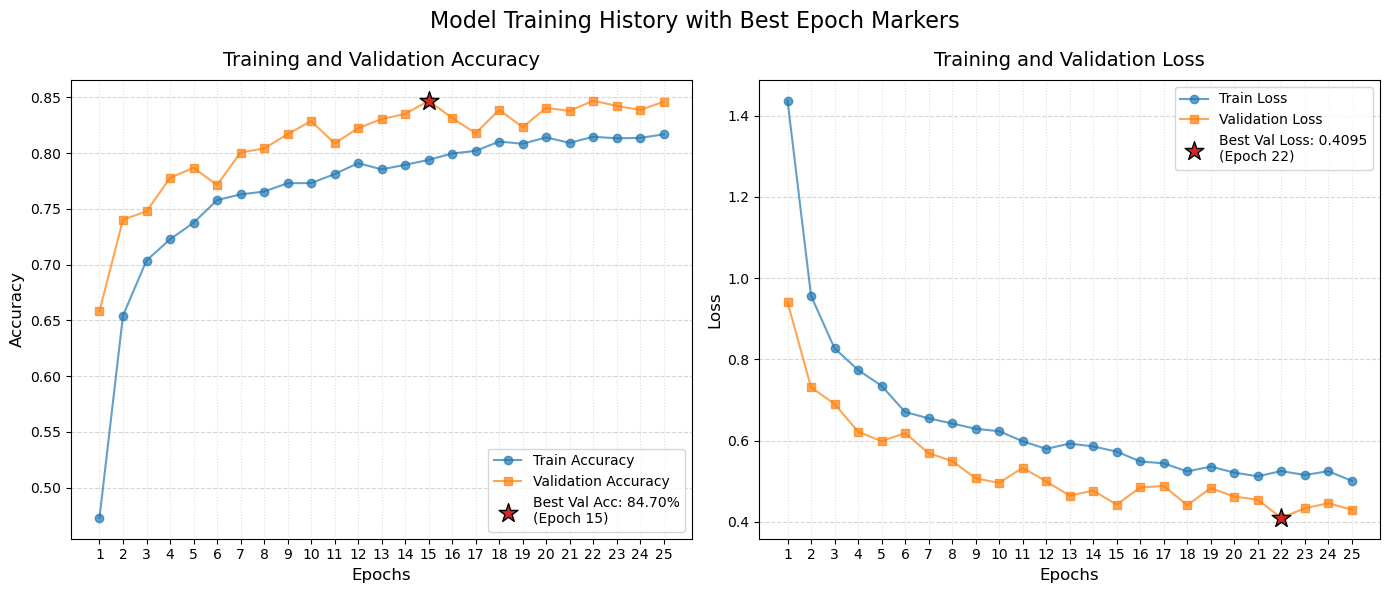 Model Training History with Best Epoch Markers
Training and Validation Accuracy
Accuracy
0.85
0.80
0.75
0.70
0.65
0.60
0.55
0.50
Train Accuracy
Validation Accuracy
Best Val Acc: 84.70%
(Epoch 15)
1 2 3 4 5 6 7 8 9 10 11 12 13 14 15 16 17 18 19 20 21 22 23 24 25
Epochs
Training and Validation Loss
Loss
1.4
1.2
1.0
0.8
0.6
0.4
Train Loss
Validation Loss
Best Val Loss: 0.4095
(Epoch 22)
1 2 3 4 5 6 7 8 9 10 11 12 13 14 15 16 17 18 19 20 21 22 23 24 25
Epochs